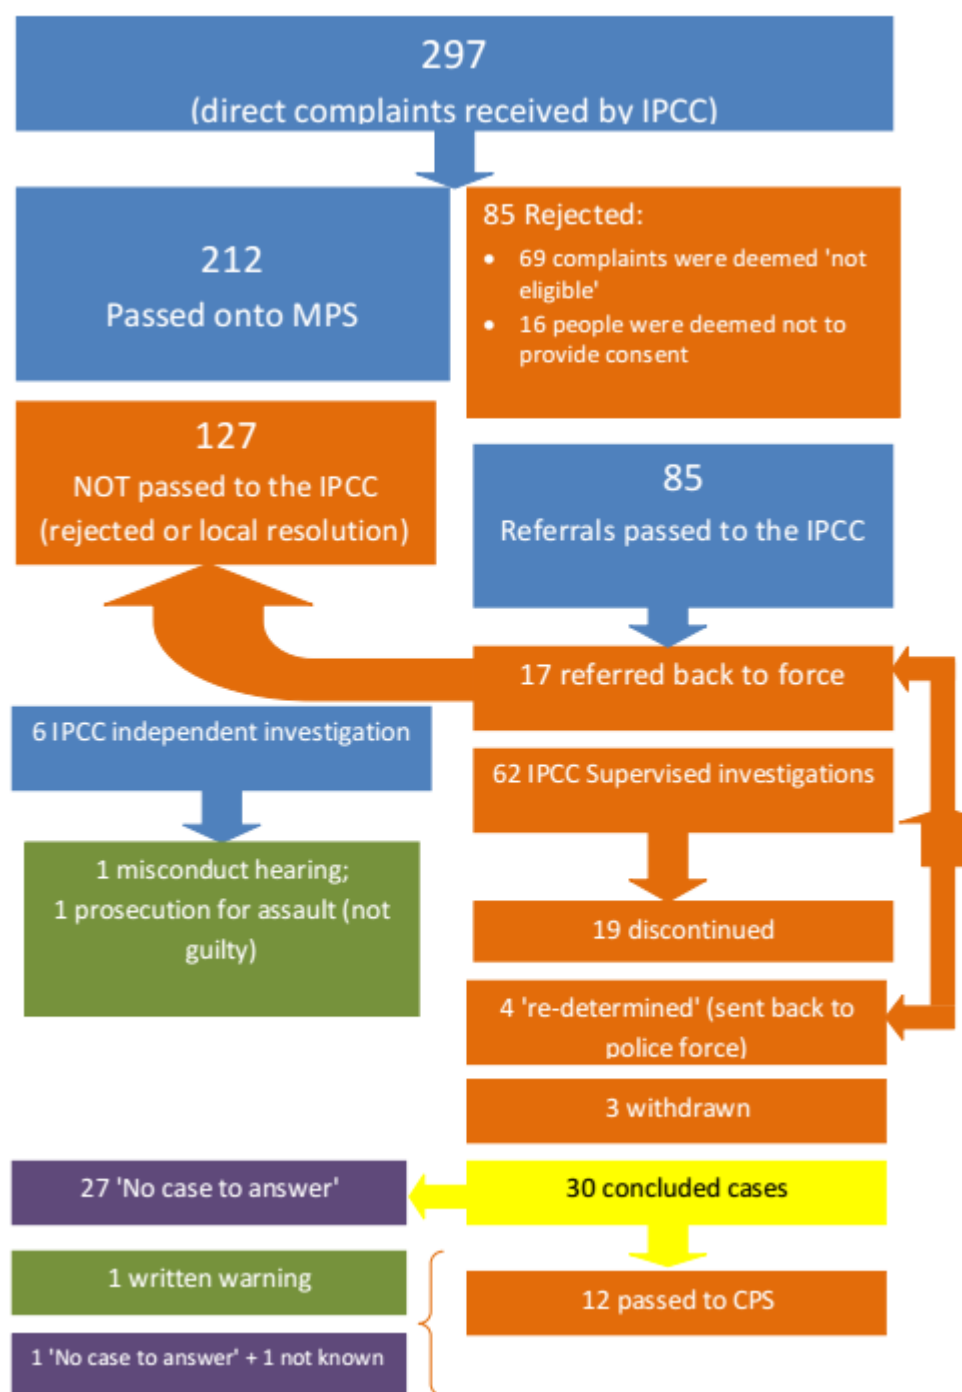 297
(direct complaints received by IPCC)
212
Passed onto MPS
85 Rejected:
• 69 complaints were deemed 'not
eligible'
• 16 people were deemed not to
provide consent
127
NOT passed to the IPCC
(rejected or local resolution)
85
Referrals passed to the IPCC
17 referred back to force
6 IPCC independent investigation
62 IPCC Supervised investigations
1 misconduct hearing;
1 prosecution for assault (not
guilty)
19 discontinued
4 're-determined' (sent back to
police force)
3 withdrawn
27 'No case to answer'
30 concluded cases
1 written warning
12 passed to CPS
1 'No case to answer' + 1 not known